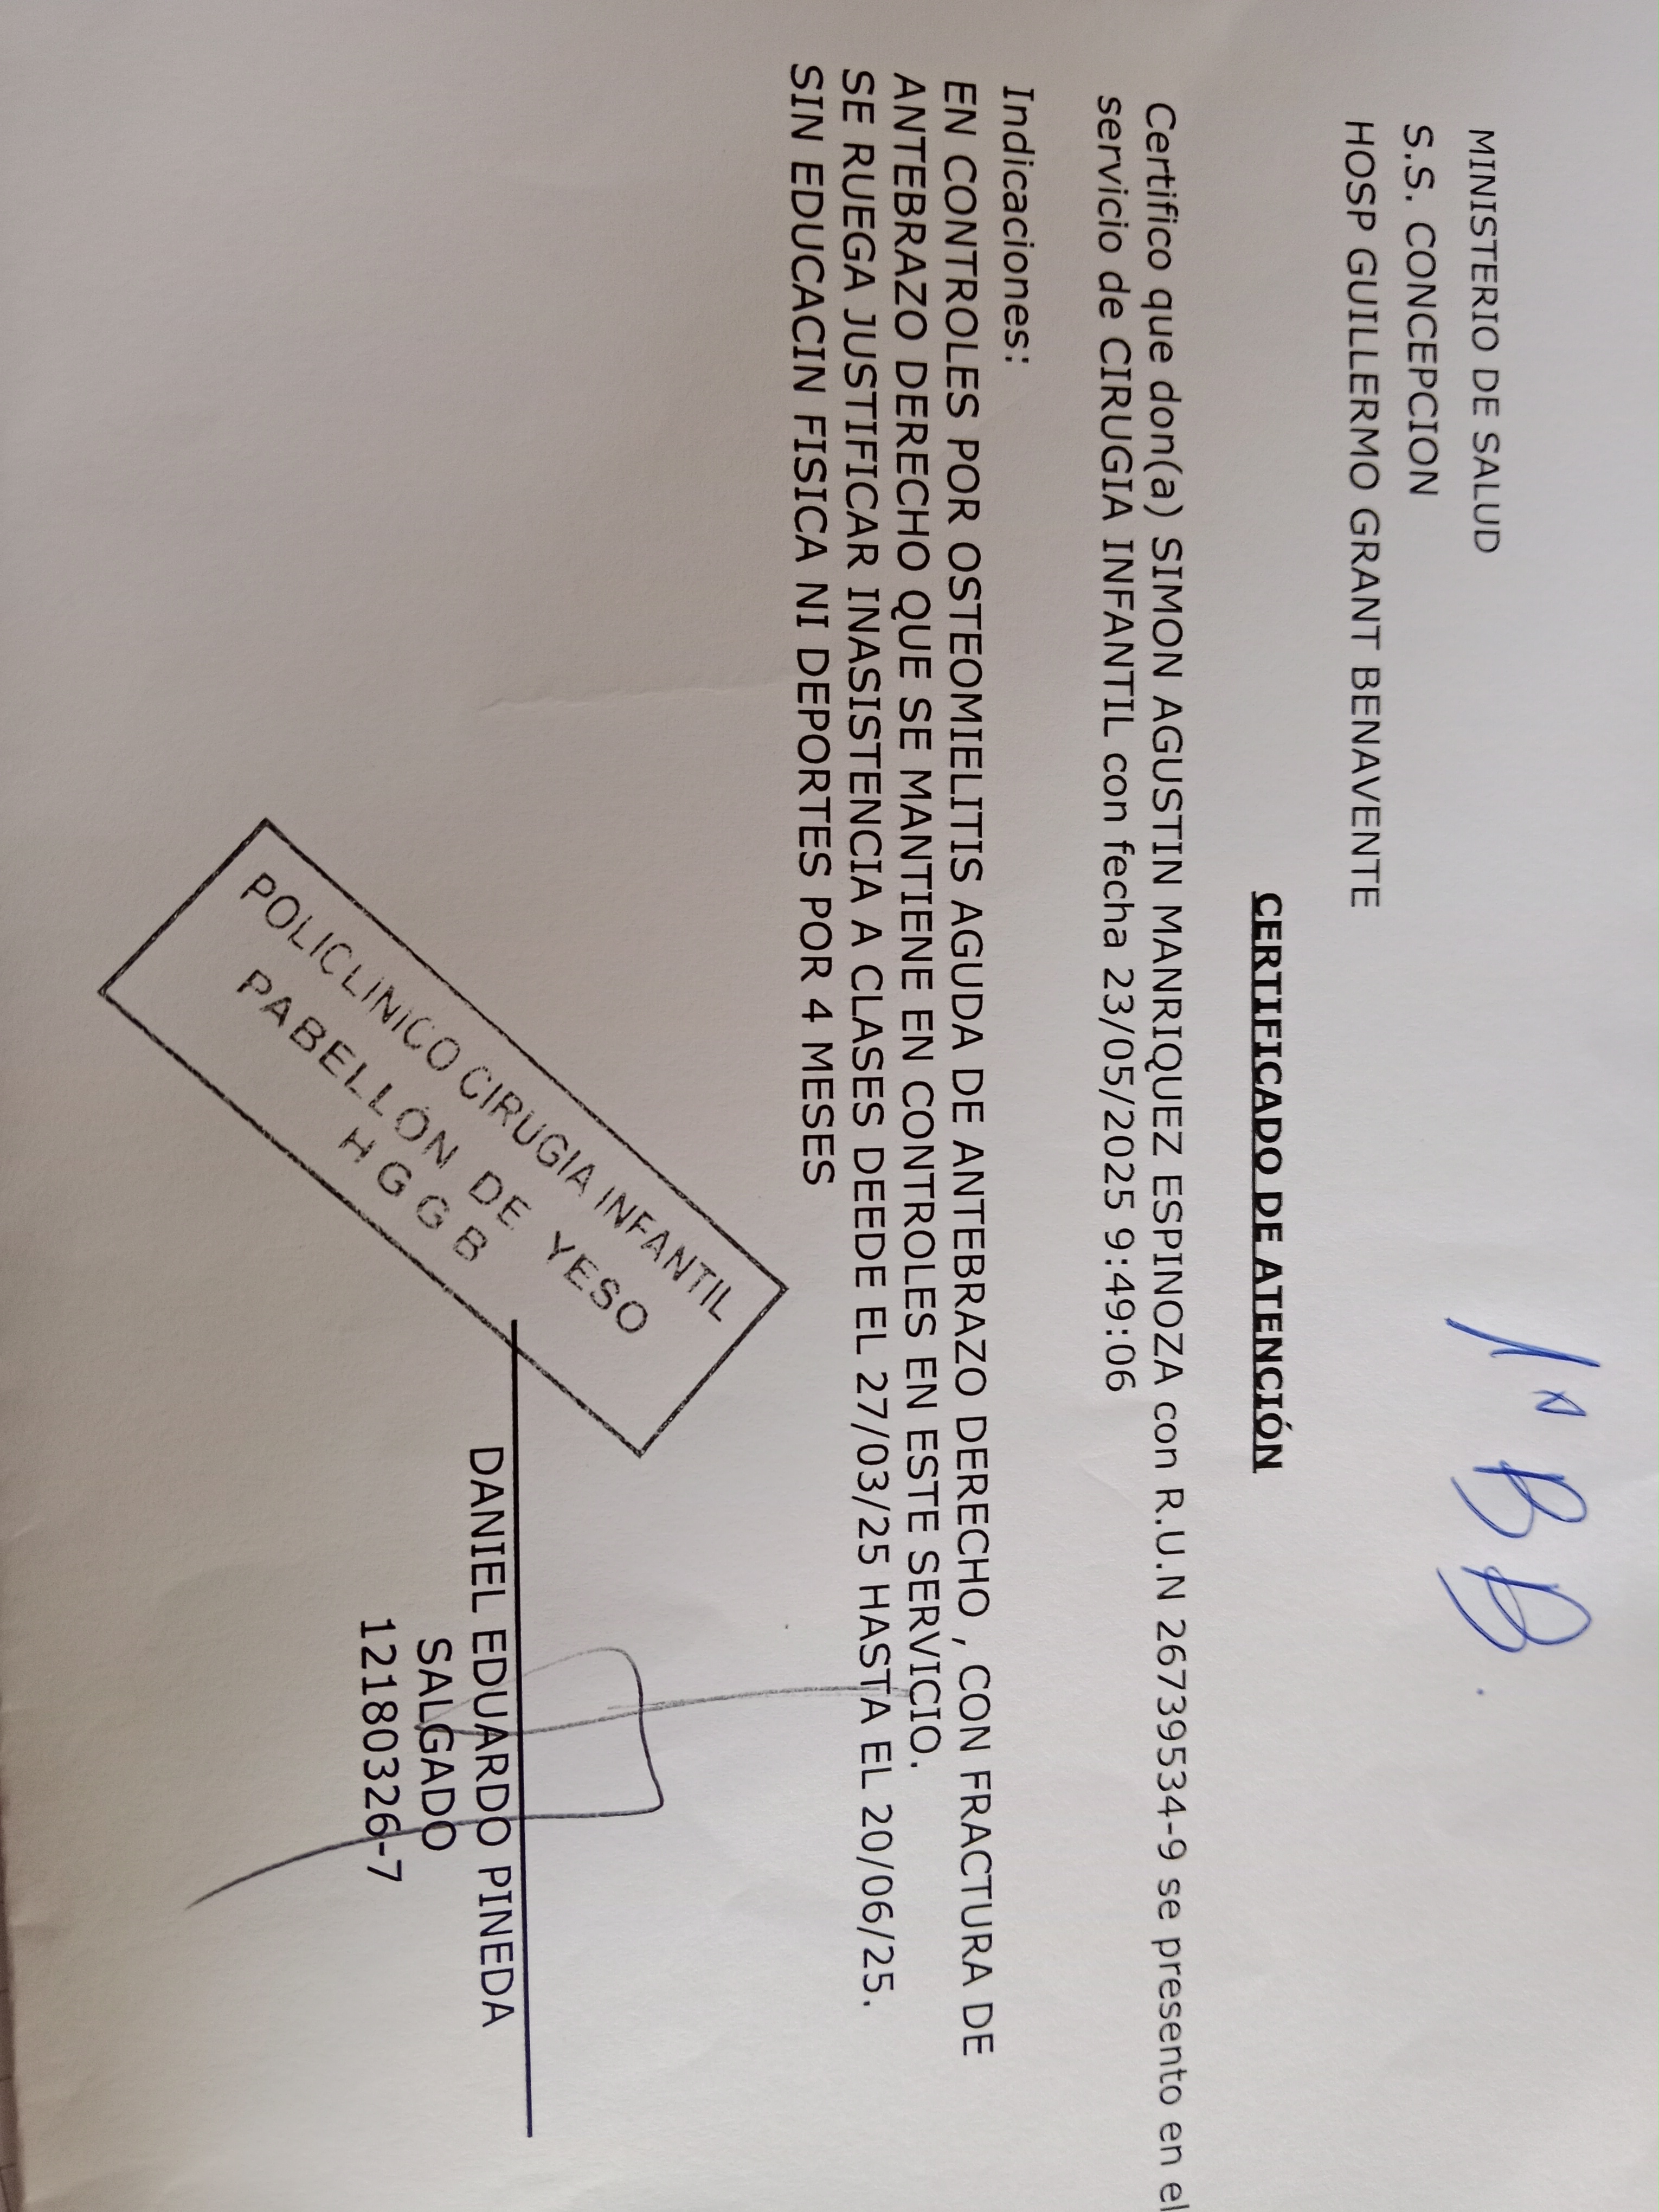 1° BB.
MINISTERIO DE SALUD
S.S. CONCEPCION
HOSP GUILLERMO GRANT BENAVENTE
CERTIFICADO DE ATENCIÓN
Certifico que don(a) SIMON AGUSTIN MANRIQUEZ ESPINOZA con R.U.N 26739534-9 se presento en el
servicio de CIRUGIA INFANTIL con fecha 23/05/2025 9:49:06
Indicaciones:
EN CONTROLES POR OSTEOMIELITIS AGUDA DE ANTEBRAZO DERECHO , CON FRACTURA DE
ANTEBRAZO DERECHO QUE SE MANTIENE EN CONTROLES EN ESTE SERVICIO.
SE RUEGA JUSTIFICAR INASISTENCIA A CLASES DEEDE EL 27/03/25 HASTA EL 20/06/25.
SIN EDUCACIN FISICA NI DEPORTES POR 4 MESES
POLICLINICO CIRUGIA INFANTIL
PABELLÓN DE YESO
H G G B
DANIEL EDUARDO PINEDA
SALGADO
12180326-7